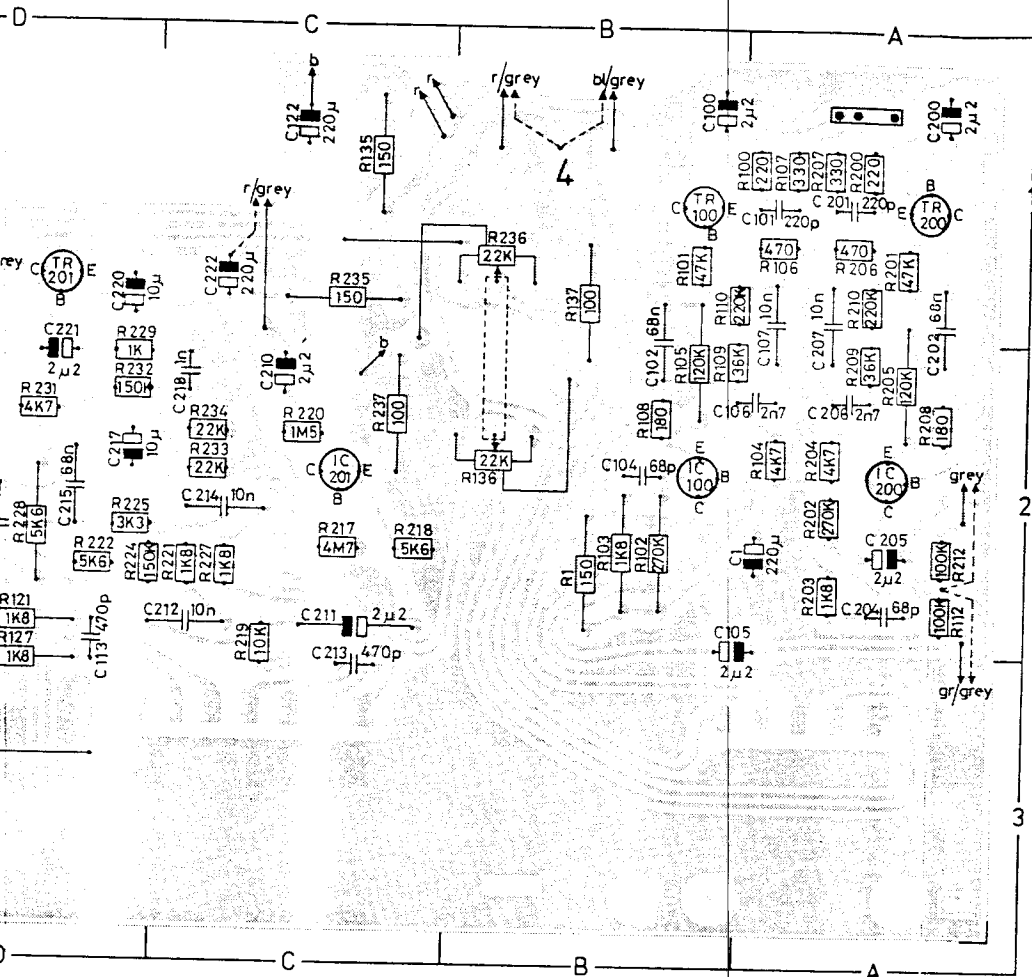 D
C
B
A
b
r
r
r/grey
bl/grey
C122
220µ
R135
150
4
C100
2µ2
C200
2µ2
R100
220
R107
330
R207
330
R200
220
r/grey
C
TR
100
E
B
C101
220p
C201
220p
B
E
TR
200
C
rey
C
TR
201
E
B
C220
10µ
C222
220µ
R236
22K
R235
150
R137
100
R101
47K
470
R106
470
R206
R201
47K
C221
2µ2
R229
1K
C218
1n
C210
2µ2
b
C102
68n
R105
120K
R110
220K
R109
36K
C107
10n
C207
10n
R210
220K
R209
36K
R205
120K
C202
68n
R231
4K7
R232
150K
R234
22K
R220
1M5
R237
100
R108
180
C106
2n7
C206
2n7
R208
180
C217
10µ
R233
22K
C
IC
201
E
B
22K
R136
C104
68p
E
IC
100
B
C
R104
4K7
R204
4K7
E
IC
200
B
C
grey
2
R228
5K6
C215
68n
R225
3K3
C214
10n
R217
4M7
R218
5K6
R202
270K
R222
5K6
R224
150K
R221
1K8
R227
1K8
R1
150
R103
1K8
R102
270K
C1
220µ
C205
2µ2
100K
R212
R121
1K8
R127
1K8
C113
470p
C212
10n
R219
10K
C211
2µ2
C213
470p
C105
2µ2
R203
1K8
C204
68p
100K
R112
gr/grey
3
C
B
A